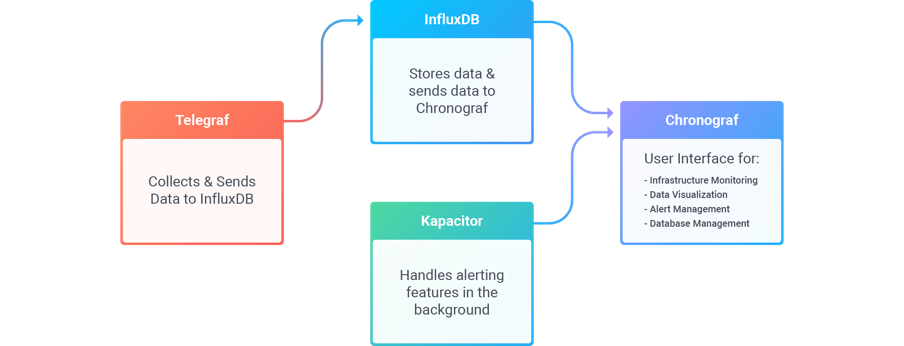 InfluxDB
Stores data &
sends data to
Chronograf
Telegraf
Collects & Sends
Data to InfluxDB
Chronograf
User Interface for:
- Infrastructure Monitoring
- Data Visualization
- Alert Management
- Database Management
Kapacitor
Handles alerting
features in the
background